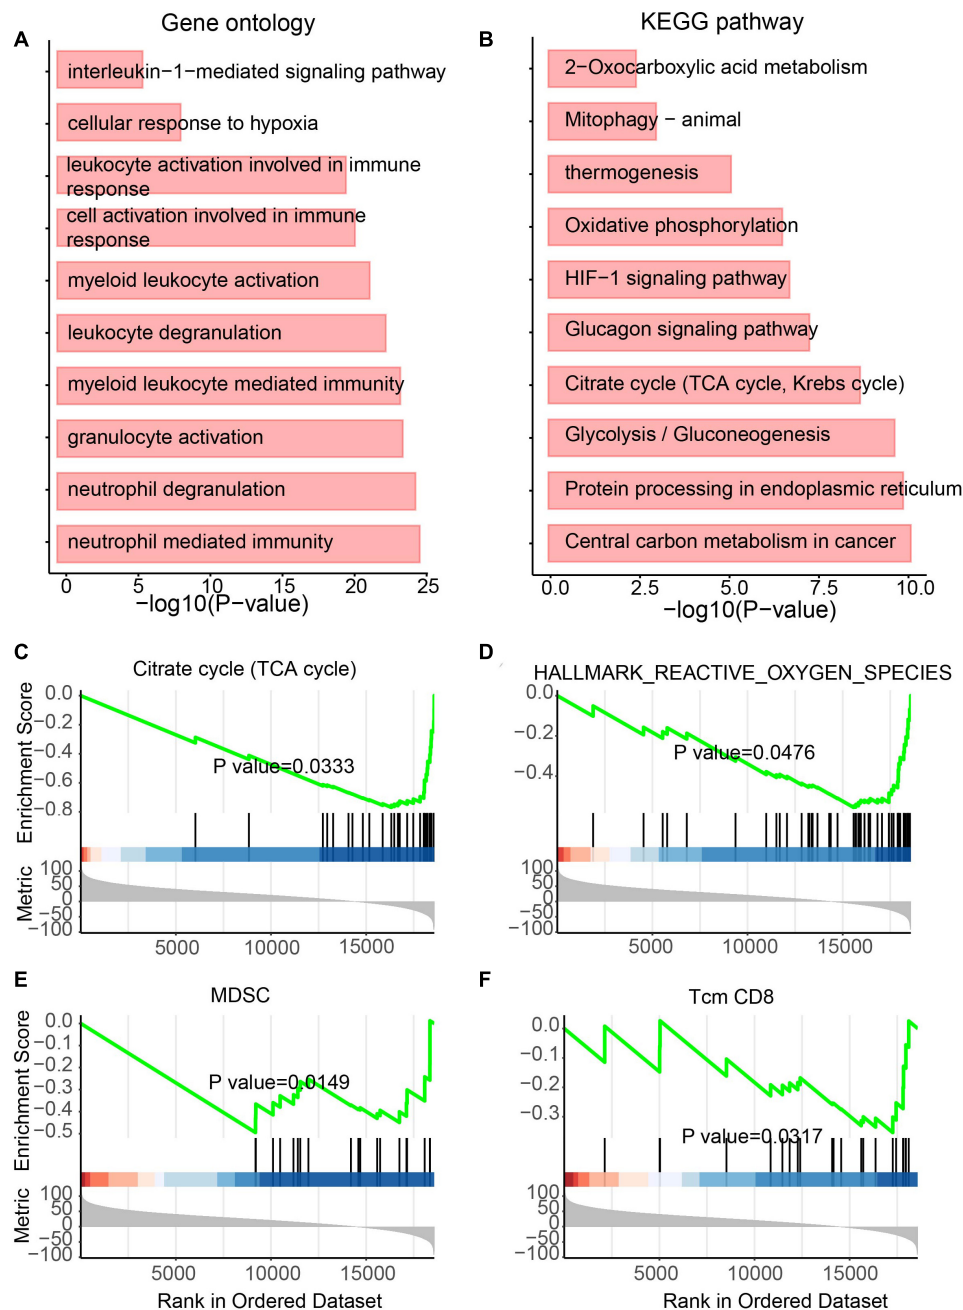 Gene ontology
A
interleukin−1−mediated signaling pathway
cellular response to hypoxia
leukocyte activation involved in immune
response
cell activation involved in immune
response
myeloid leukocyte activation
leukocyte degranulation
myeloid leukocyte mediated immunity
granulocyte activation
neutrophil degranulation
neutrophil mediated immunity
0 5 10 15 20 25
−log10(P−value)
KEGG pathway
B
2−Oxocarboxylic acid metabolism
Mitophagy − animal
thermogenesis
Oxidative phosphorylation
HIF−1 signaling pathway
Glucagon signaling pathway
Citrate cycle (TCA cycle, Krebs cycle)
Glycolysis / Gluconeogenesis
Protein processing in endoplasmic reticulum
Central carbon metabolism in cancer
0.0 2.5 5.0 7.5 10.0
−log10(P−value)
C
Citrate cycle (TCA cycle)
Enrichment Score
0.0
−0.2
−0.4
−0.6
−0.8
P value=0.0333
Metric
100
50
0
−50
−100
5000 10000 15000
D
HALLMARK_REACTIVE_OXYGEN_SPECIES
0.0
−0.2
−0.4
P value=0.0476
100
50
0
−50
−100
5000 10000 15000
E
MDSC
Enrichment Score
0.0
−0.1
−0.2
−0.3
−0.4
−0.5
P value=0.0149
Metric
100
50
0
−50
−100
5000 10000 15000
Rank in Ordered Dataset
F
Tcm CD8
0.0
−0.1
−0.2
−0.3
P value=0.0317
100
50
0
−50
−100
5000 10000 15000
Rank in Ordered Dataset